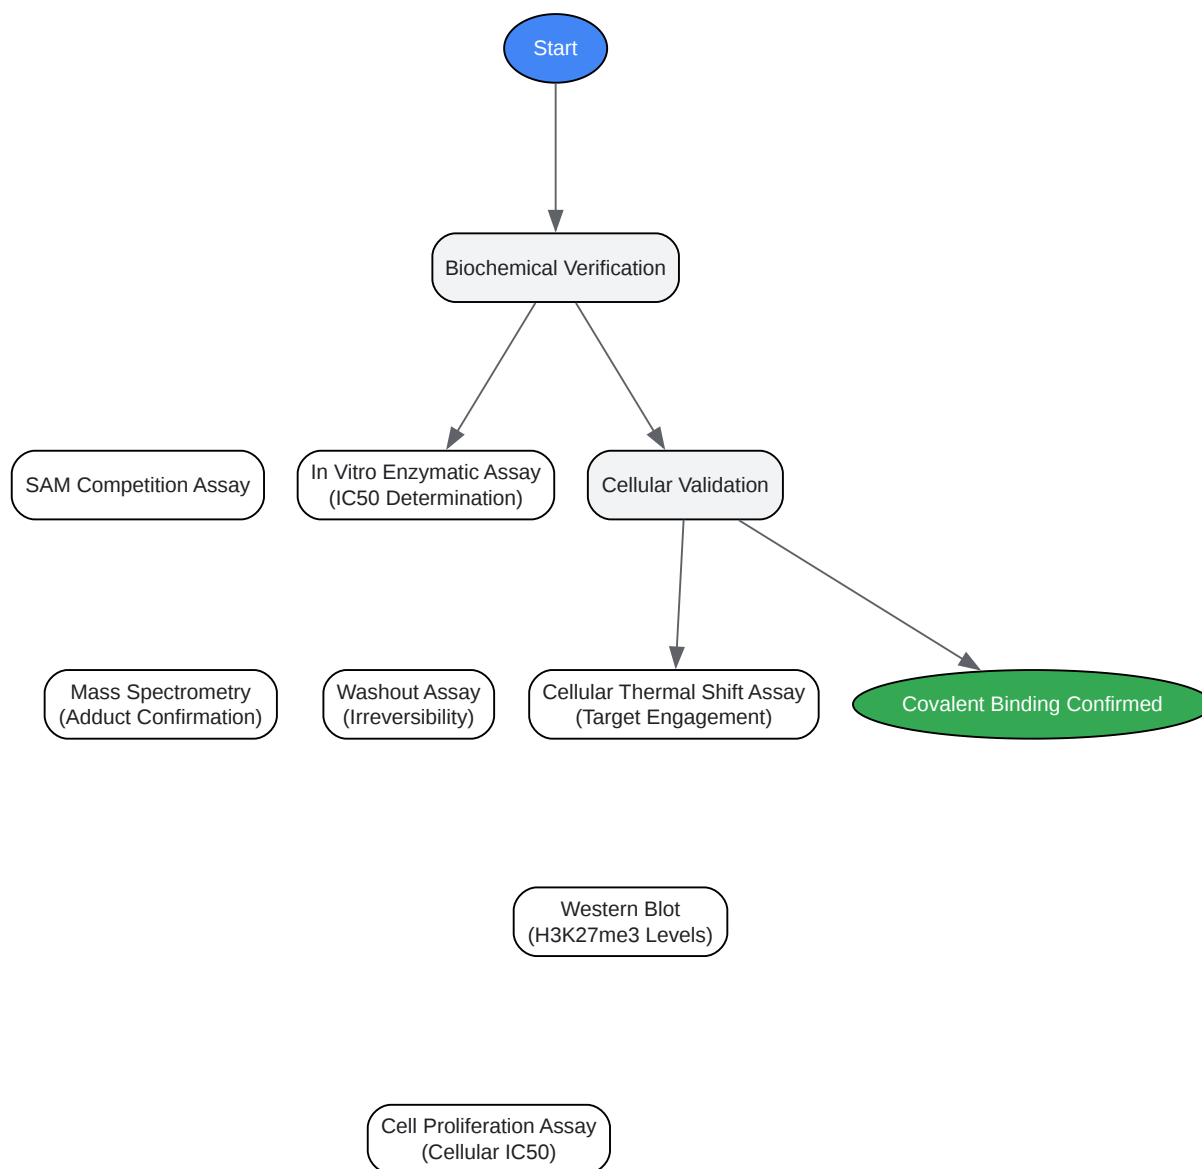 Start
Biochemical Verification
SAM Competition Assay
In Vitro Enzymatic Assay
(IC50 Determination)
Cellular Validation
Mass Spectrometry
(Adduct Confirmation)
Washout Assay
(Irreversibility)
Cellular Thermal Shift Assay
(Target Engagement)
Covalent Binding Confirmed
Western Blot
(H3K27me3 Levels)
Cell Proliferation Assay
(Cellular IC50)